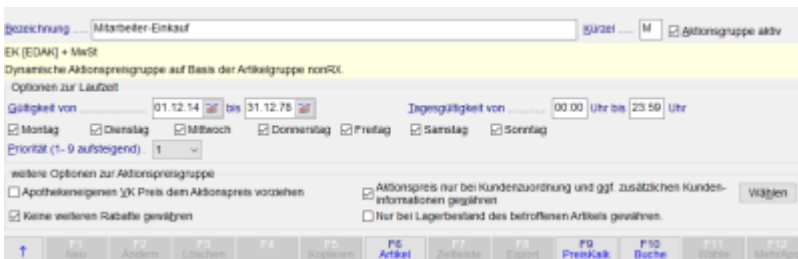 Bezeichnung ..... Mitarbeiter-Einkauf Kürzel ..... M Aktionsgruppe aktiv
EK [EDAK] + MwSt
Dynamische Aktionspreisgruppe auf Basis der Artikelgruppe nonRX.
Optionen zur Laufzeit
Gültigkeit von ..................... 01.12.14 bis 31.12.78 Tagesgültigkeit von ............ 00:00 Uhr bis 23:59 Uhr
Montag Dienstag Mittwoch Donnerstag Freitag Samstag Sonntag
Priorität (1- 9 aufsteigend) . 1
weitere Optionen zur Aktionspreisgruppe
Apothekeneigenen VK Preis dem Aktionspreis vorziehen
Aktionspreis nur bei Kundenzuordnung und ggf. zusätzlichen Kunden-
informationen gewähren
Wählen
Keine weiteren Rabatte gewähren
Nur bei Lagerbestand des betroffenen Artikels gewähren.
F1 F2 F3 F4 F5 F6 F7 F8 F9 F10 F11 F12
Neu Ändern Löschen Kopieren Artikel Zeitleiste Export PreisKalk Buche Wähle